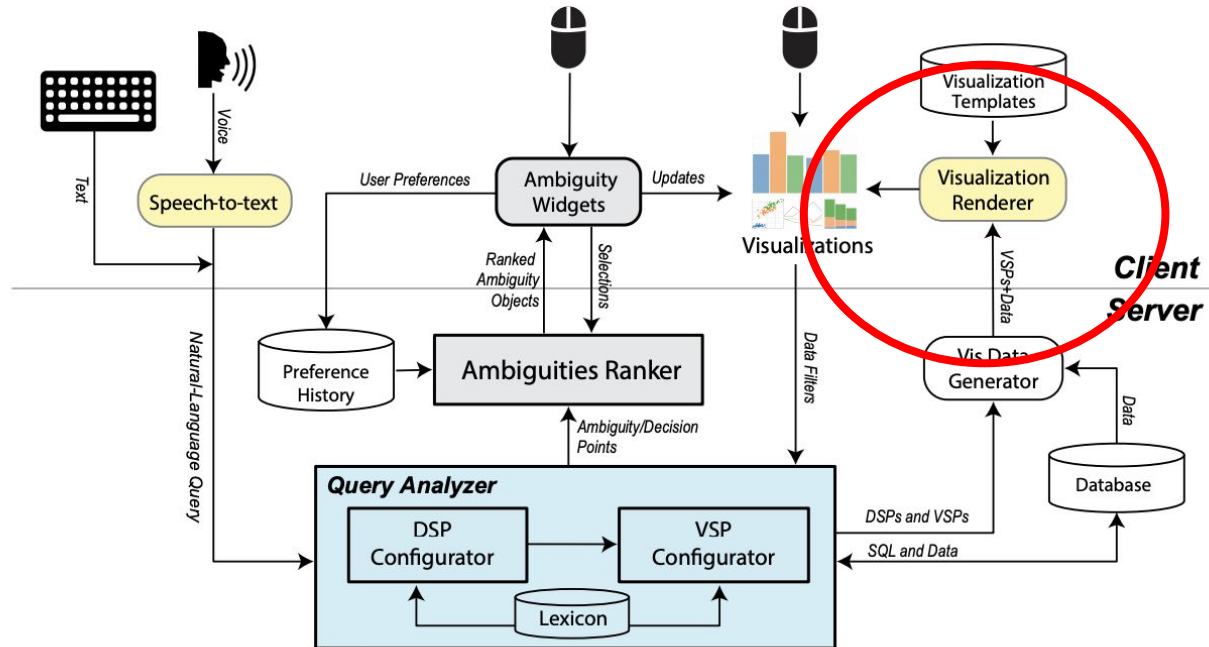 Visualization
Templates
Voice
Text
Speech-to-text
User Preferences
Ambiguity
Widgets
Updates
Visualization
Renderer
Visualizations
Ranked
Ambiguity
Objects
Selections
VSPs+Data
Client
Server
Natural-Language Query
Preference
History
Ambiguities Ranker
Data Filters
Vis Data
Generator
Data
Ambiguity/Decision
Points
Query Analyzer
Database
DSP
Configurator
VSP
Configurator
DSPs and VSPs
SQL and Data
Lexicon